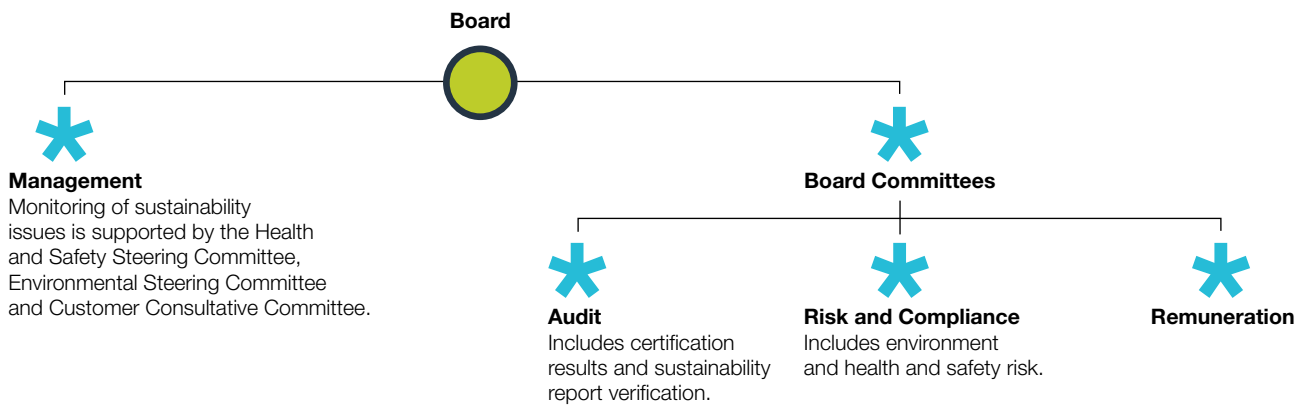 Board
Management
Monitoring of sustainability
issues is supported by the Health
and Safety Steering Committee,
Environmental Steering Committee
and Customer Consultative Committee.
Board Committees
Audit
Includes certification
results and sustainability
report verification.
Risk and Compliance
Includes environment
and health and safety risk.
Remuneration